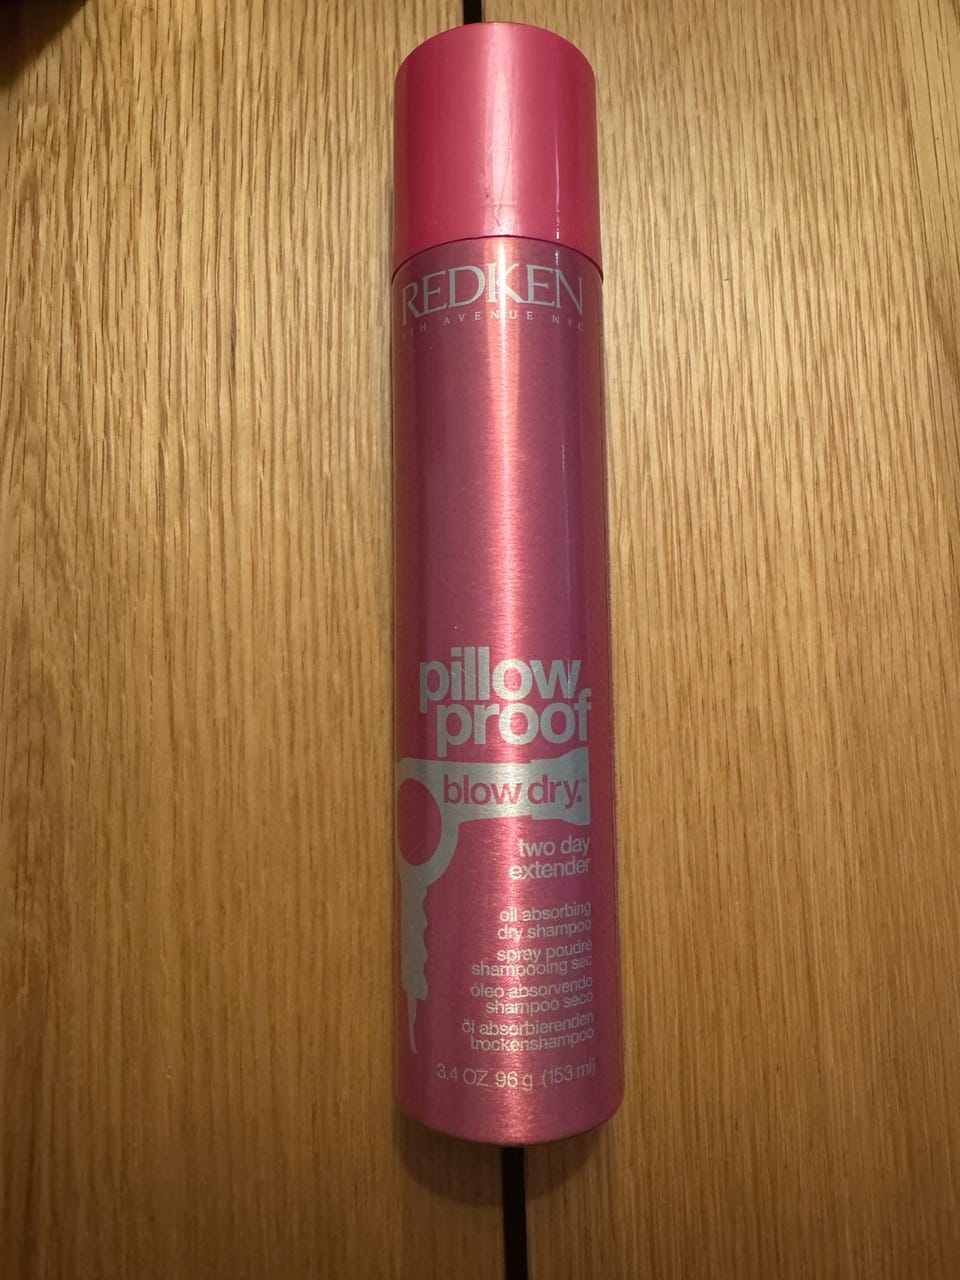 REDKEN
5TH AVENUE NYC
pillow
proof
blow dry.™
two day
extender
oil absorbing
dry shampoo
spray poudré
shampooing sec
óleo absorvendo
shampoo seco
öl absorbierenden
trockenshampoo
3.4 OZ 96 g (153 ml)